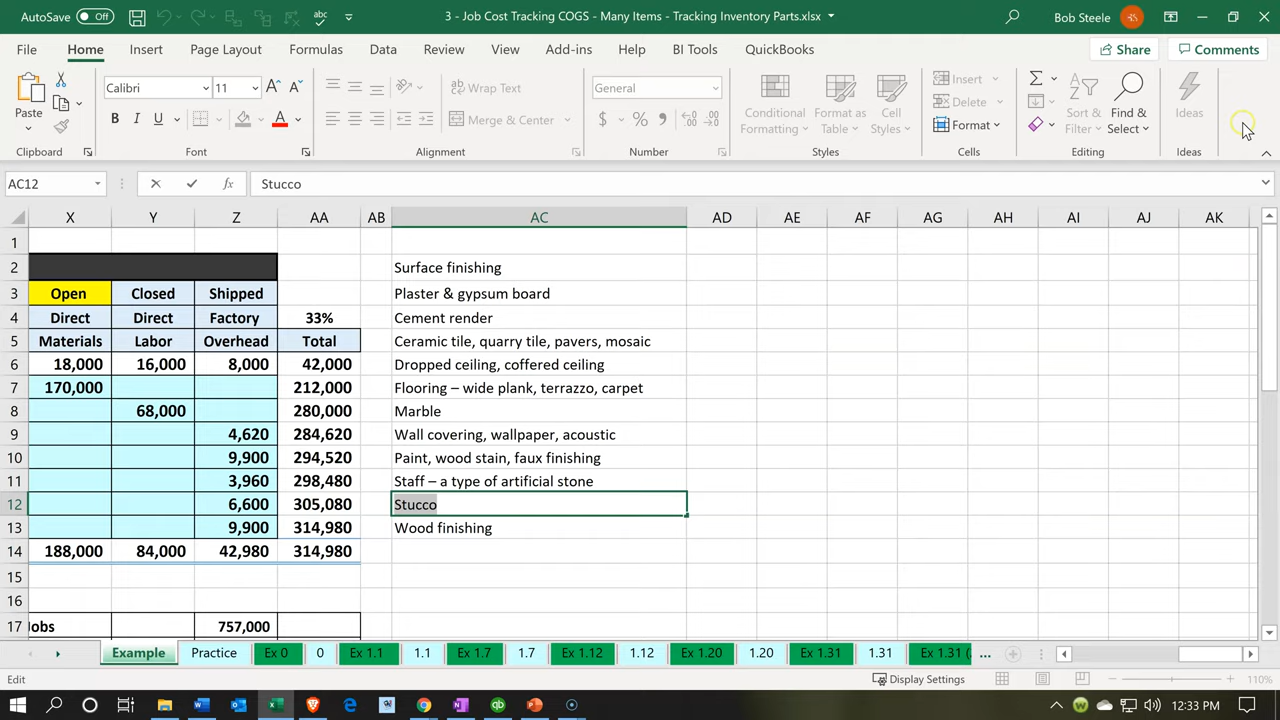 AutoSave Off 3 - Job Cost Tracking COGS - Many Items - Tracking Inventory Parts.xlsx Bob Steele BS
File Home Insert Page Layout Formulas Data Review View Add-ins Help BI Tools QuickBooks Share Comments
Calibri 11 Wrap Text General Insert
Paste B I U Merge & Center $ % Conditional Formatting Format as Table Cell Styles Delete Sort & Filter Find & Select Ideas
Format
Clipboard Font Alignment Number Styles Cells Editing Ideas
AC12 fx Stucco
X Y Z AA AB AC AD AE AF AG AH AI AJ AK
1
2 Surface finishing
3 Open Closed Shipped Plaster & gypsum board
4 Direct Direct Factory 33% Cement render
5 Materials Labor Overhead Total Ceramic tile, quarry tile, pavers, mosaic
6 18,000 16,000 8,000 42,000 Dropped ceiling, coffered ceiling
7 170,000 212,000 Flooring – wide plank, terrazzo, carpet
8 68,000 280,000 Marble
9 4,620 284,620 Wall covering, wallpaper, acoustic
10 9,900 294,520 Paint, wood stain, faux finishing
11 3,960 298,480 Staff – a type of artificial stone
12 6,600 305,080 Stucco
13 9,900 314,980 Wood finishing
14 188,000 84,000 42,980 314,980
15
16
17 Jobs 757,000
Example Practice Ex 0 0 Ex 1.1 1.1 Ex 1.7 1.7 Ex 1.12 1.12 Ex 1.20 1.20 Ex 1.31 1.31 Ex 1.31 ( ...
Edit Display Settings 110%
12:33 PM